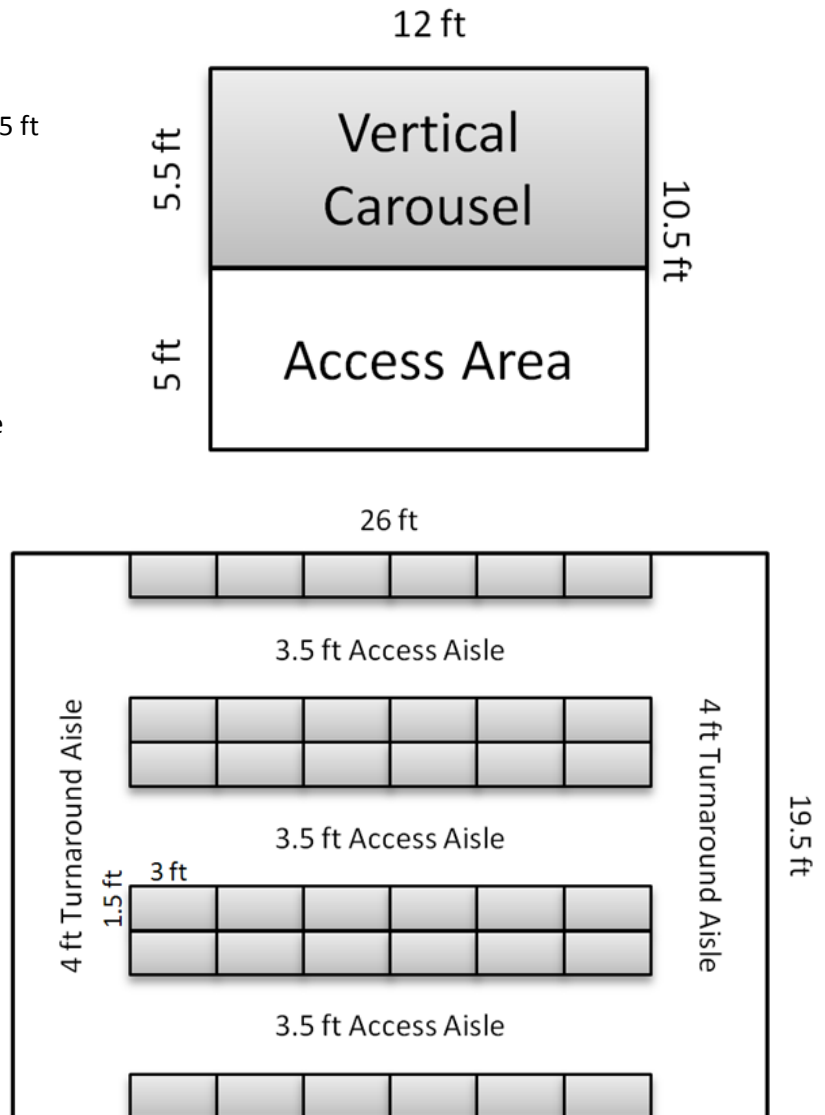 12 ft
5 ft
5.5 ft
Vertical
Carousel
10.5 ft
5 ft
Access Area
e
26 ft
3.5 ft Access Aisle
4 ft Turnaround Aisle
4 ft Turnaround Aisle
3.5 ft Access Aisle
19.5 ft
3 ft
1.5 ft
3.5 ft Access Aisle